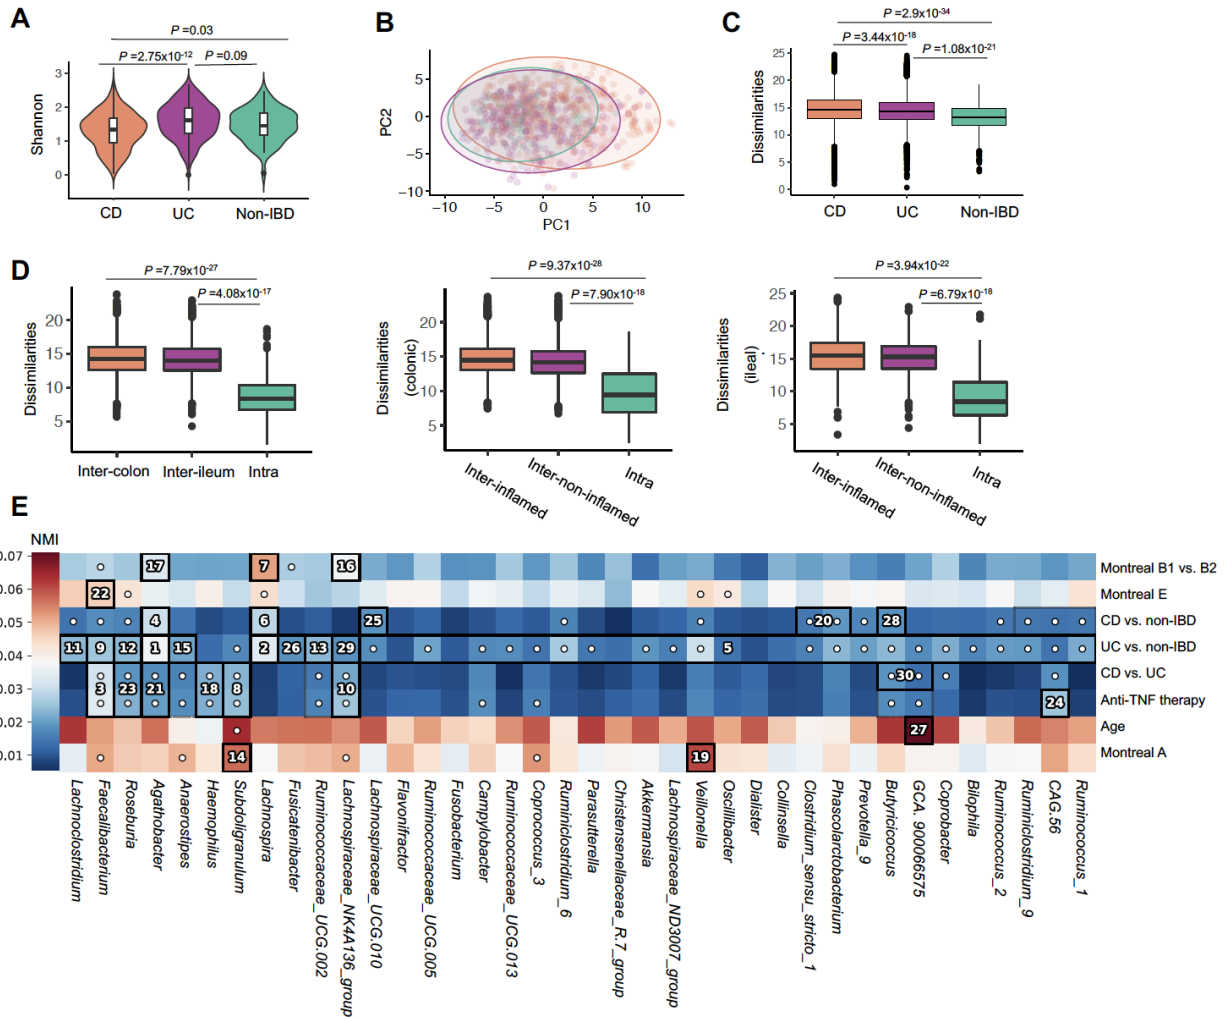 A
P =0.03
P =2.75x10-12
P =0.09
Shannon
3
2
1
0
CD
UC
Non-IBD
B
PC2
5
0
−5
−10
−10
−5
0
5
10
PC1
C
P =2.9x10-34
P =3.44x10-18
P =1.08x10-21
Dissimilarities
25
20
15
10
5
0
CD
UC
Non-IBD
D
P =7.79x10-27
P =4.08x10-17
Dissimilarities
20
15
10
5
Inter-colon
Inter-ileum
Intra
P =9.37x10-28
P =7.90x10-18
Dissimilarities
(colonic)
20
15
10
5
Inter-inflamed
Inter-non-inflamed
Intra
P =3.94x10-22
P =6.79x10-18
Dissimilarities
(ileal)
25
20
15
10
5
Inter-inflamed
Inter-non-inflamed
Intra
E
NMI
0.07
0.06
0.05
0.04
0.03
0.02
0.01
17 7 16
Montreal B1 vs. B2
22
Montreal E
4 6 25 20 28
CD vs. non-IBD
11 9 12 1 15 2 26 13 29 5
UC vs. non-IBD
30
CD vs. UC
3 23 21 18 8 10 24
Anti-TNF therapy
27
Age
14 19
Montreal A
Lachnoclostridium
Faecalibacterium
Roseburia
Agathobacter
Anaerostipes
Haemophilus
Subdoligranulum
Lachnospira
Fusicatenibacter
Ruminococcaceae_UCG.002
Lachnospiraceae_NK4A136_group
Lachnospiraceae_UCG.010
Flavonifractor
Ruminococcaceae_UCG.005
Fusobacterium
Campylobacter
Ruminococcaceae_UCG.013
Coprococcus_3
Ruminiclostridium_6
Parasutterella
Christensenellaceae_R.7_group
Akkermansia
Lachnospiraceae_ND3007_group
Veillonella
Oscillibacter
Dialister
Collinsella
Clostridium_sensu_stricto_1
Phascolarctobacterium
Prevotella_9
Butyricicoccus
GCA. 900066575
Coprobacter
Bilophila
Ruminococcus_2
Ruminiclostridium_9
CAG.56
Ruminococcus_1